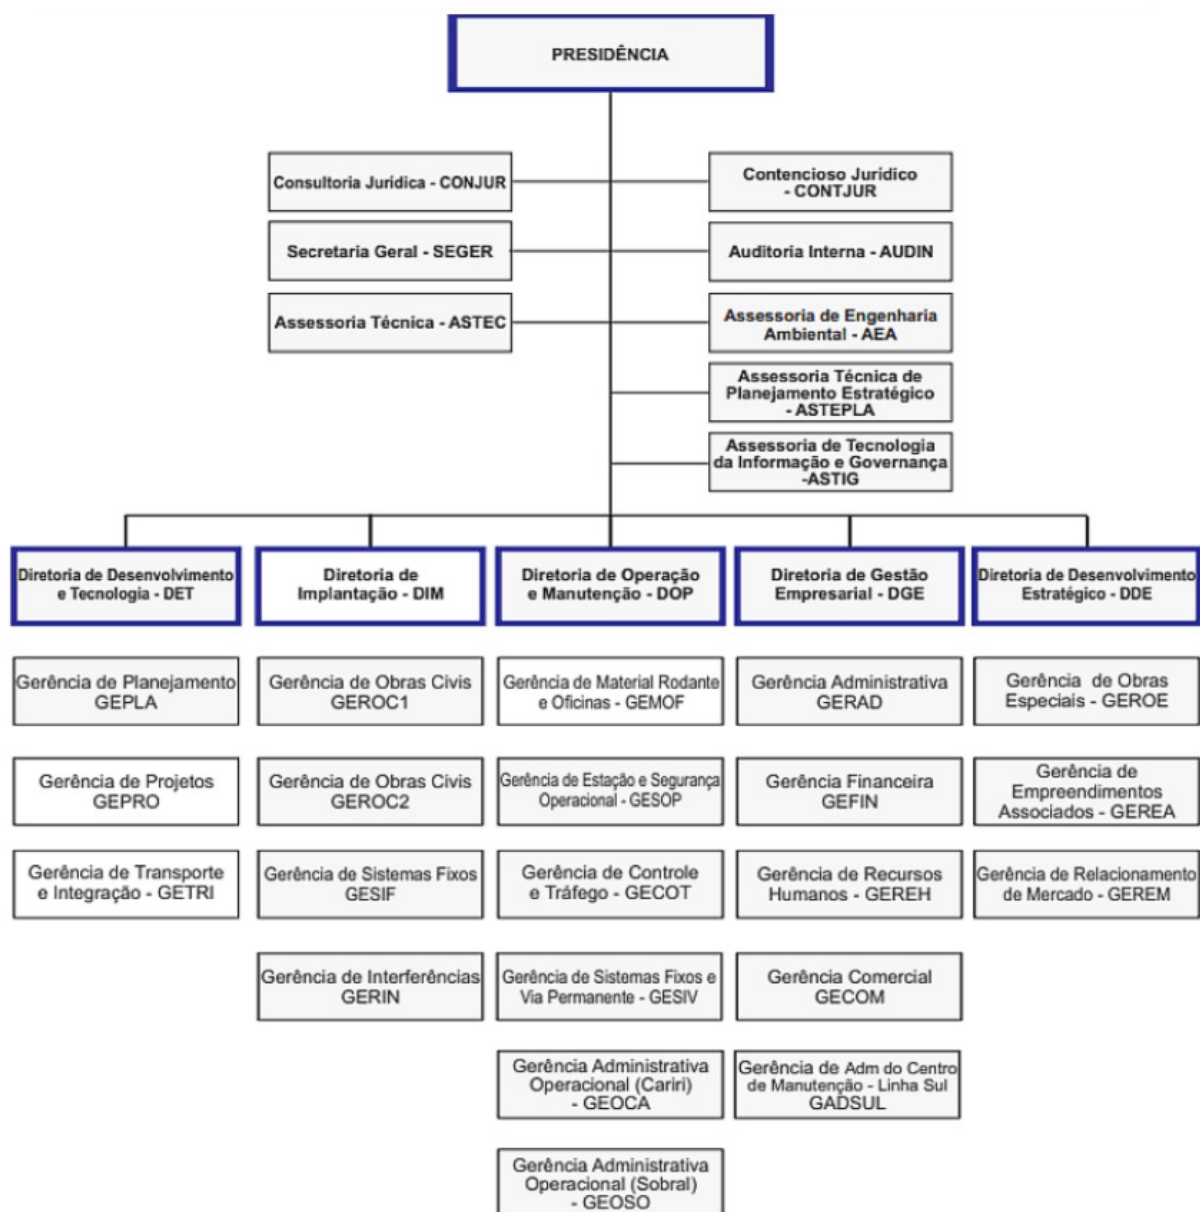 PRESIDÊNCIA
Consultoria Jurídica - CONJUR
Contencioso Jurídico
- CONTJUR
Secretaria Geral - SEGER
Auditoria Interna - AUDIN
Assessoria Técnica - ASTEC
Assessoria de Engenharia
Ambiental - AEA
Assessoria Técnica de
Planejamento Estratégico
- ASTEPLA
Assessoria de Tecnologia
da Informação e Governança
-ASTIG
Diretoria de Desenvolvimento
e Tecnologia - DET
Diretoria de
Implantação - DIM
Diretoria de Operação
e Manutenção - DOP
Diretoria de Gestão
Empresarial - DGE
Diretoria de Desenvolvimento
Estratégico - DDE
Gerência de Planejamento
GEPLA
Gerência de Obras Civis
GEROC1
Gerência de Material Rodante
e Oficinas - GEMOF
Gerência Administrativa
GERAD
Gerência de Obras
Especiais - GEROE
Gerência de Projetos
GEPRO
Gerência de Obras Civis
GEROC2
Gerência de Estação e Segurança
Operacional - GESOP
Gerência Financeira
GEFIN
Gerência de
Empreendimentos
Associados - GEREA
Gerência de Transporte
e Integração - GETRI
Gerência de Sistemas Fixos
GESIF
Gerência de Controle
e Tráfego - GECOT
Gerência de Recursos
Humanos - GEREH
Gerência de Relacionamento
de Mercado - GEREM
Gerência de Interferências
GERIN
Gerência de Sistemas Fixos e
Via Permanente - GESIV
Gerência Comercial
GECOM
Gerência Administrativa
Operacional (Cariri)
- GEOCA
Gerência de Adm do Centro
de Manutenção - Linha Sul
GADSUL
Gerência Administrativa
Operacional (Sobral)
- GEOSO